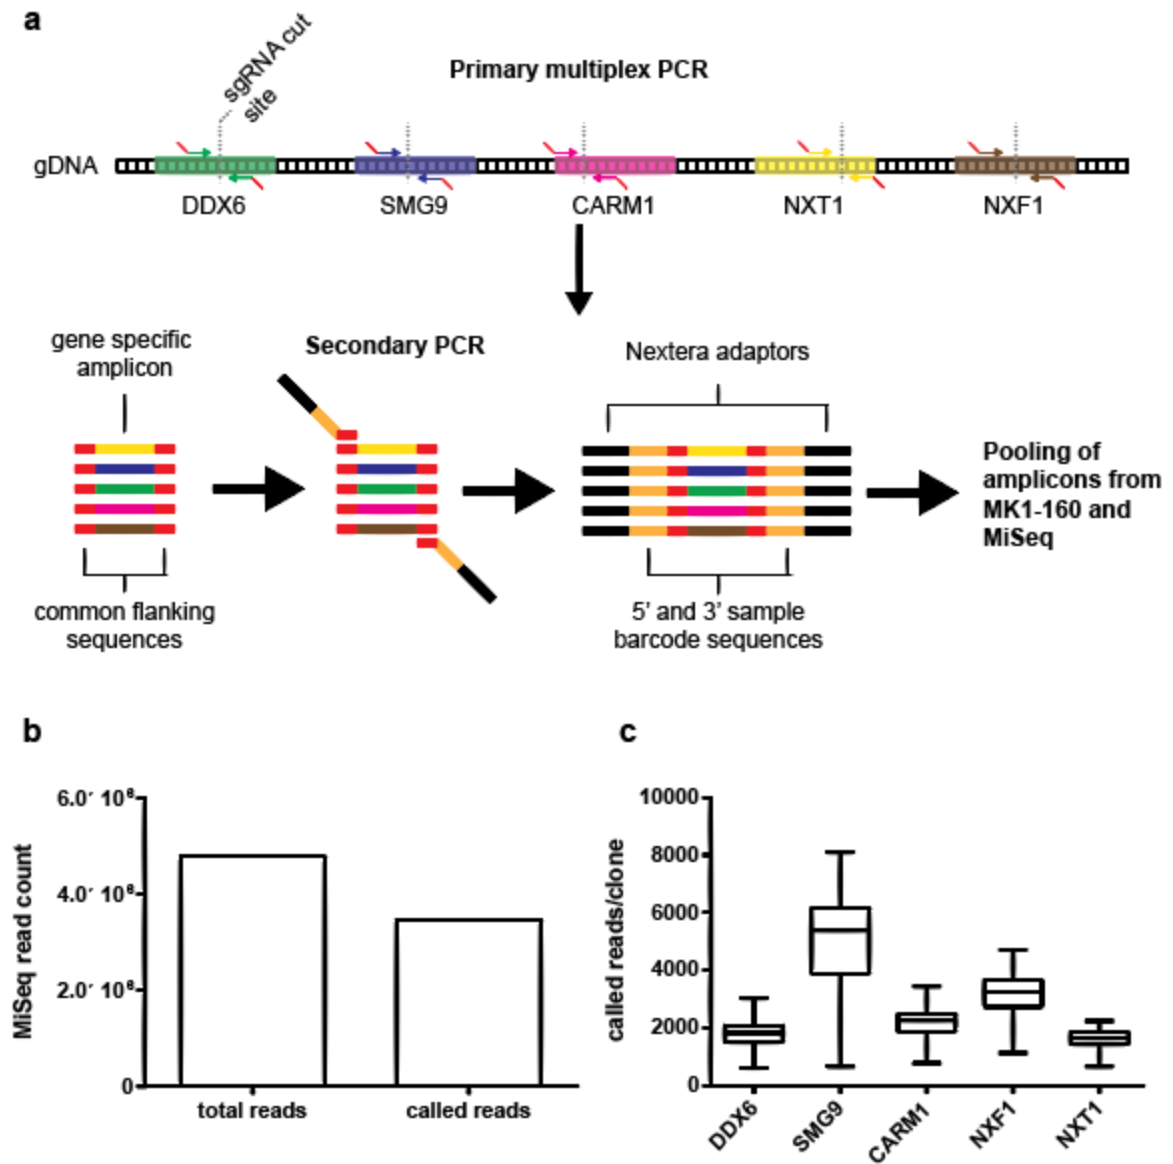 a
sgRNA cut
site
Primary multiplex PCR
gDNA
DDX6 SMG9 CARM1 NXT1 NXF1
gene specific
amplicon
Secondary PCR
Nextera adaptors
Pooling of
amplicons from
MK1-160 and
MiSeq
common flanking
sequences
5’ and 3’ sample
barcode sequences
b
MiSeq read count
6.0´ 10⁶
4.0´ 10⁶
2.0´ 10⁶
0
total reads called reads
c
called reads/clone
10000
8000
6000
4000
2000
0
DDX6
SMG9
CARM1
NXF1
NXT1